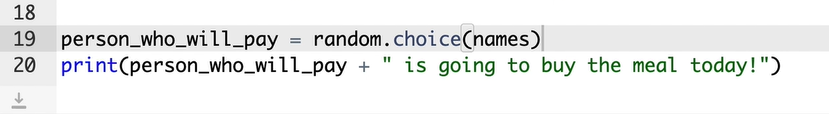 18
19 person_who_will_pay = random.choice(names)
20 print(person_who_will_pay + " is going to buy the meal today!")